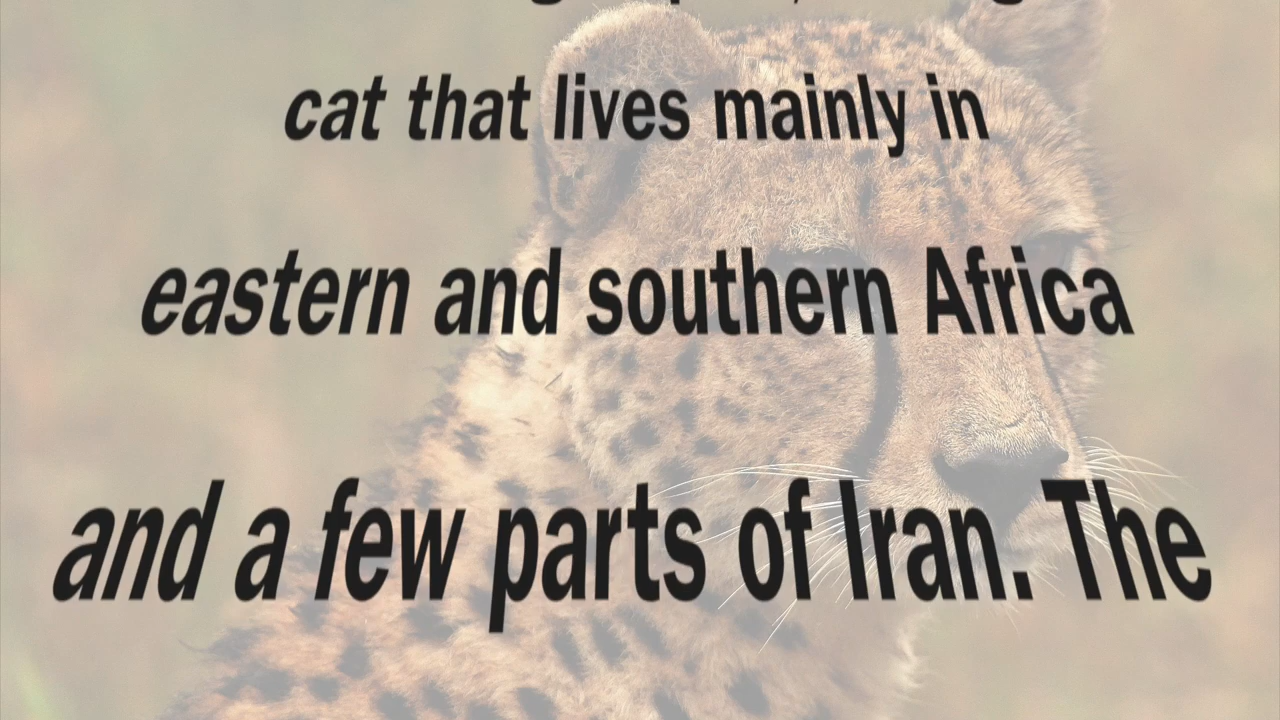 cat that lives mainly in
eastern and southern Africa
and a few parts of Iran. The